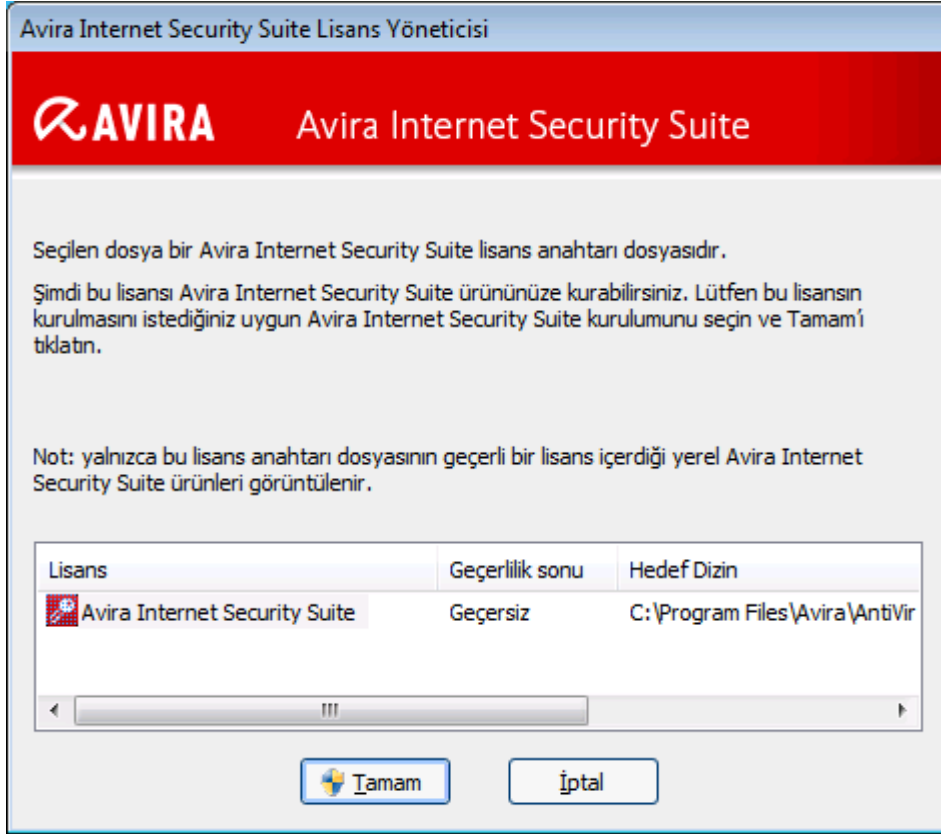 Avira Internet Security Suite Lisans Yöneticisi
AVIRA Avira Internet Security Suite
Seçilen dosya bir Avira Internet Security Suite lisans anahtarı dosyasıdır.
Şimdi bu lisansı Avira Internet Security Suite ürününüze kurabilirsiniz. Lütfen bu lisansın
kurulmasını istediğiniz uygun Avira Internet Security Suite kurulumunu seçin ve Tamam'ı
tıklatın.
Not: yalnızca bu lisans anahtarı dosyasının geçerli bir lisans içerdiği yerel Avira Internet
Security Suite ürünleri görüntülenir.
Lisans Geçerlilik sonu Hedef Dizin
Avira Internet Security Suite Geçersiz C:\Program Files\Avira\AntiVir
Tamam İptal